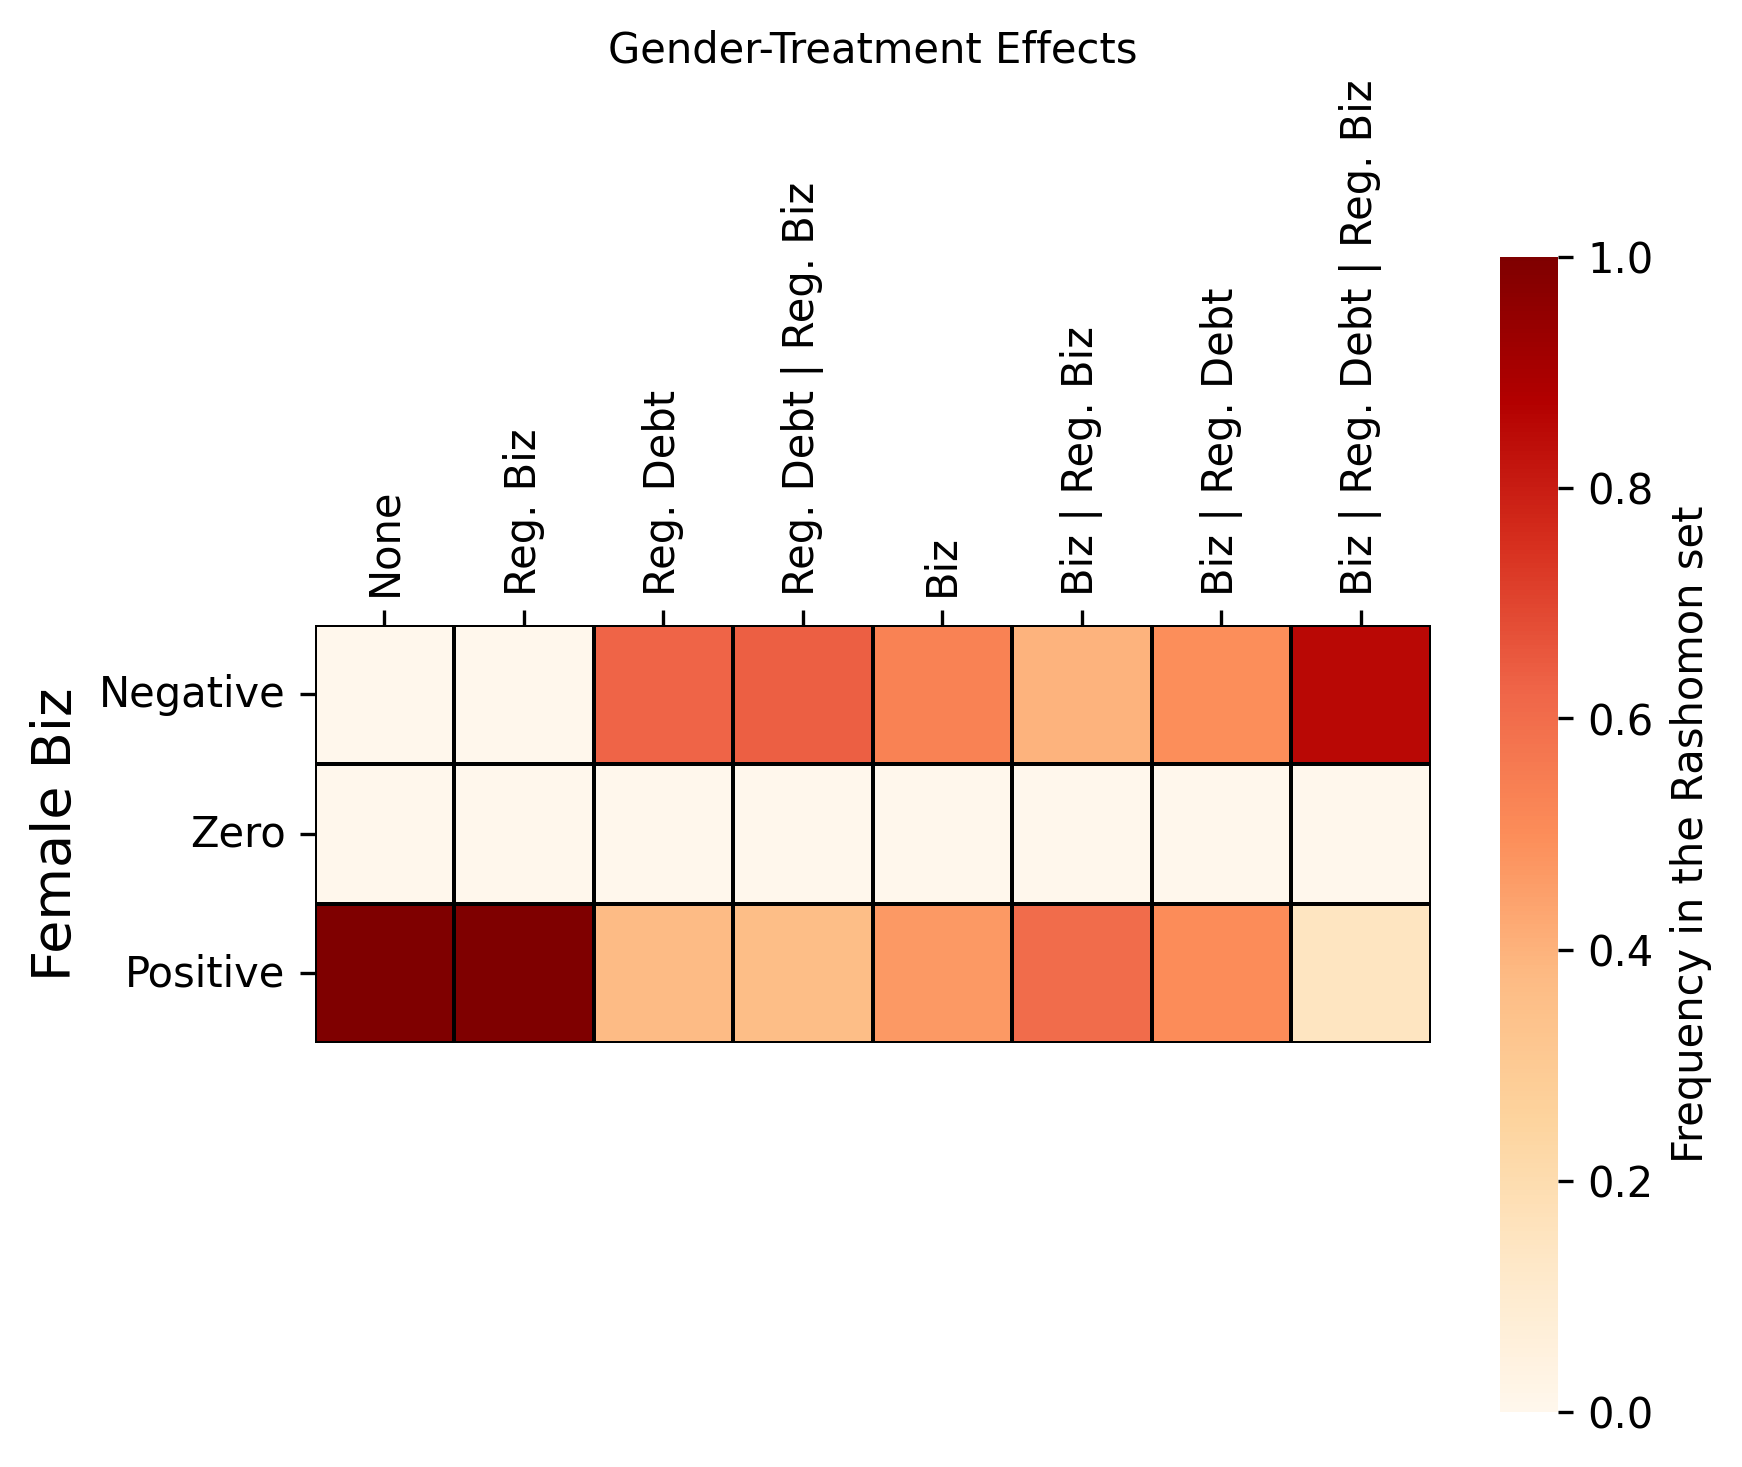 Gender-Treatment Effects
None
Reg. Biz
Reg. Debt
Reg. Debt | Reg. Biz
Biz
Biz | Reg. Biz
Biz | Reg. Debt
Biz | Reg. Debt | Reg. Biz
Female Biz
Negative
Zero
Positive
1.0
0.8
0.6
0.4
0.2
0.0
Frequency in the Rashomon set